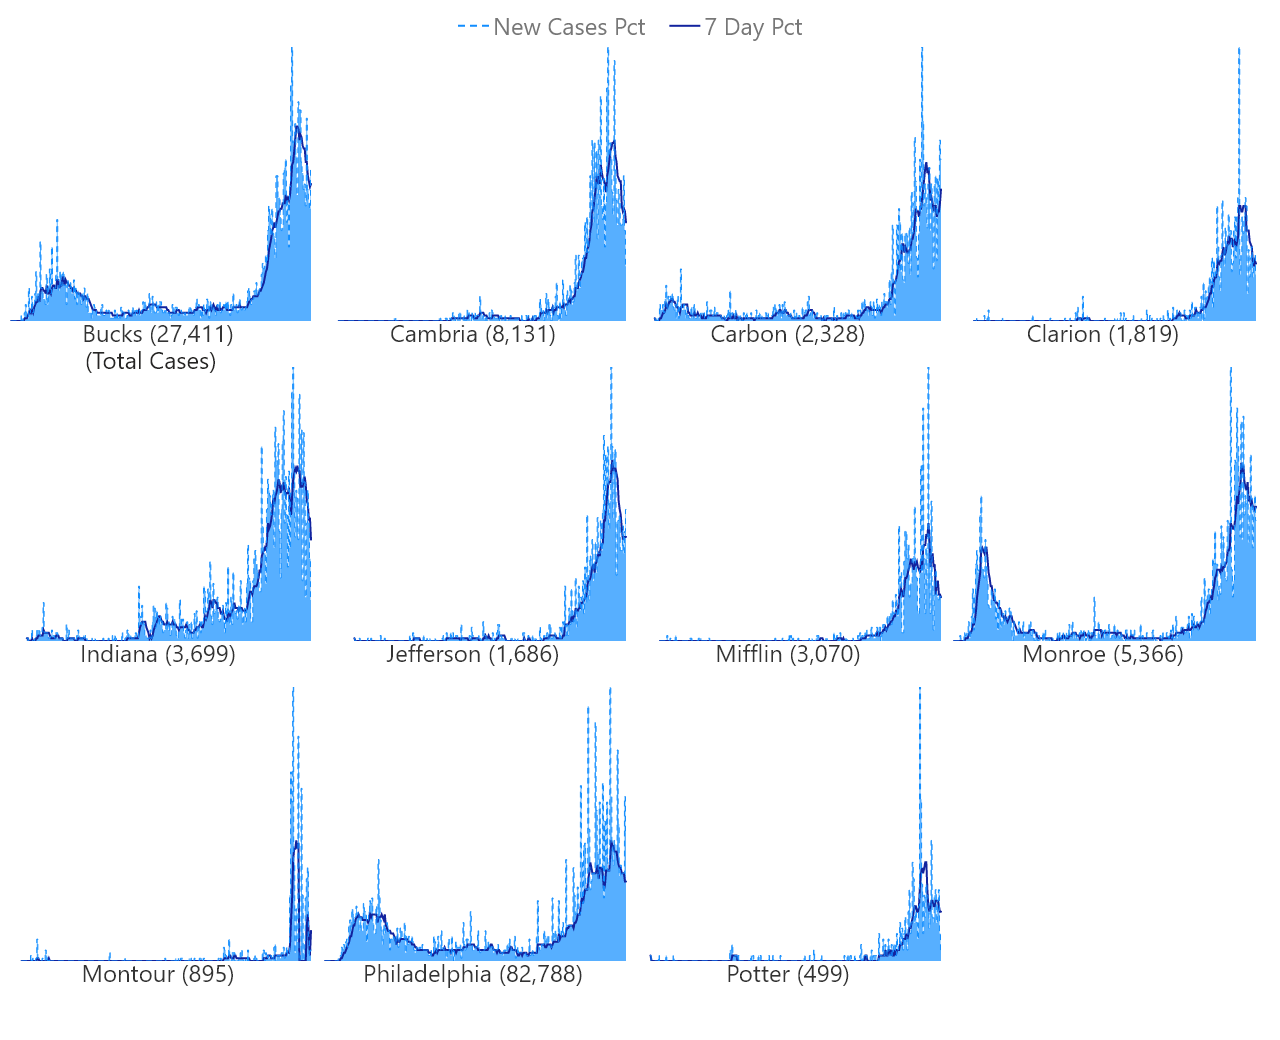 New Cases Pct 7 Day Pct
Bucks (27,411) Cambria (8,131) Carbon (2,328) Clarion (1,819)
(Total Cases)
Indiana (3,699) Jefferson (1,686) Mifflin (3,070) Monroe (5,366)
Montour (895) Philadelphia (82,788) Potter (499)